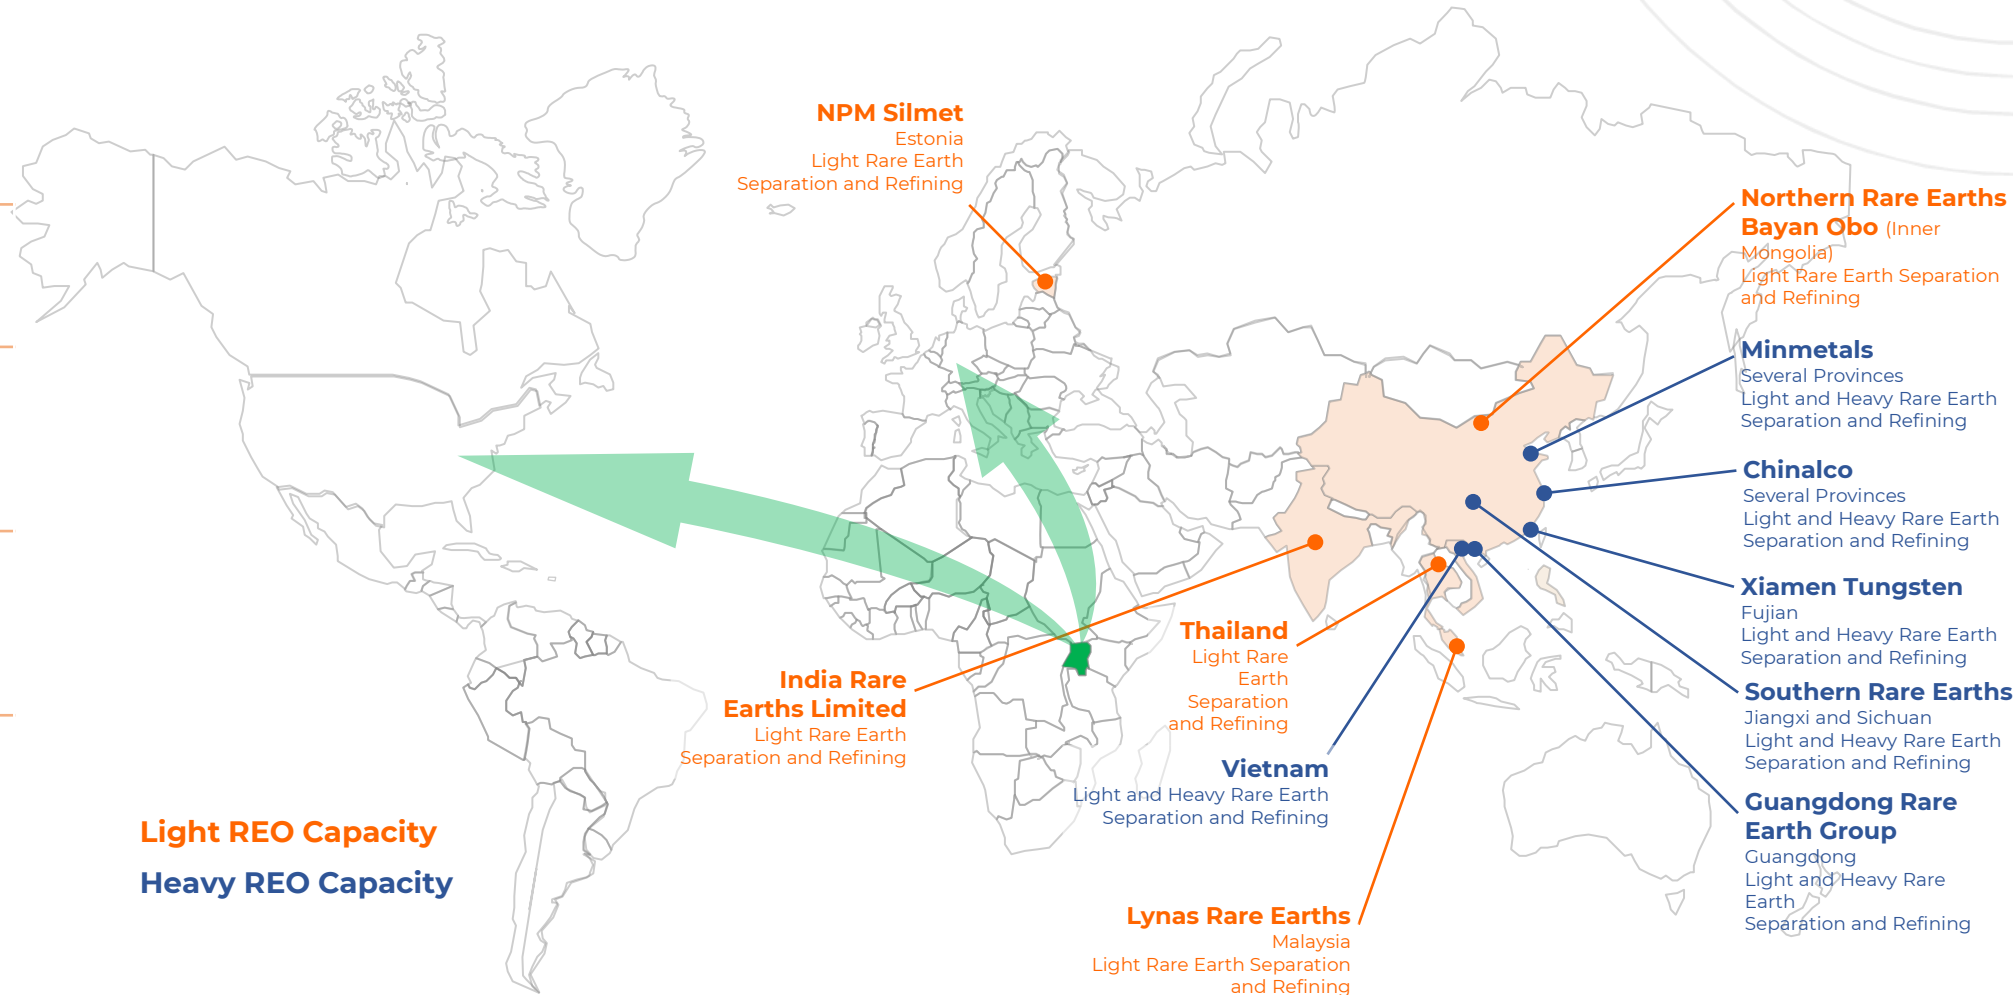 NPM Silmet
Estonia
Light Rare Earth
Separation and Refining
Northern Rare Earths
Bayan Obo (Inner
Mongolia)
Light Rare Earth Separation
and Refining
Minmetals
Several Provinces
Light and Heavy Rare Earth
Separation and Refining
Chinalco
Several Provinces
Light and Heavy Rare Earth
Separation and Refining
Xiamen Tungsten
Fujian
Light and Heavy Rare Earth
Separation and Refining
Southern Rare Earths
Jiangxi and Sichuan
Light and Heavy Rare Earth
Separation and Refining
Guangdong Rare
Earth Group
Guangdong
Light and Heavy Rare
Earth
Separation and Refining
Thailand
Light Rare
Earth
Separation
and Refining
India Rare
Earths Limited
Light Rare Earth
Separation and Refining
Vietnam
Light and Heavy Rare Earth
Separation and Refining
Lynas Rare Earths
Malaysia
Light Rare Earth Separation
and Refining
Light REO Capacity
Heavy REO Capacity